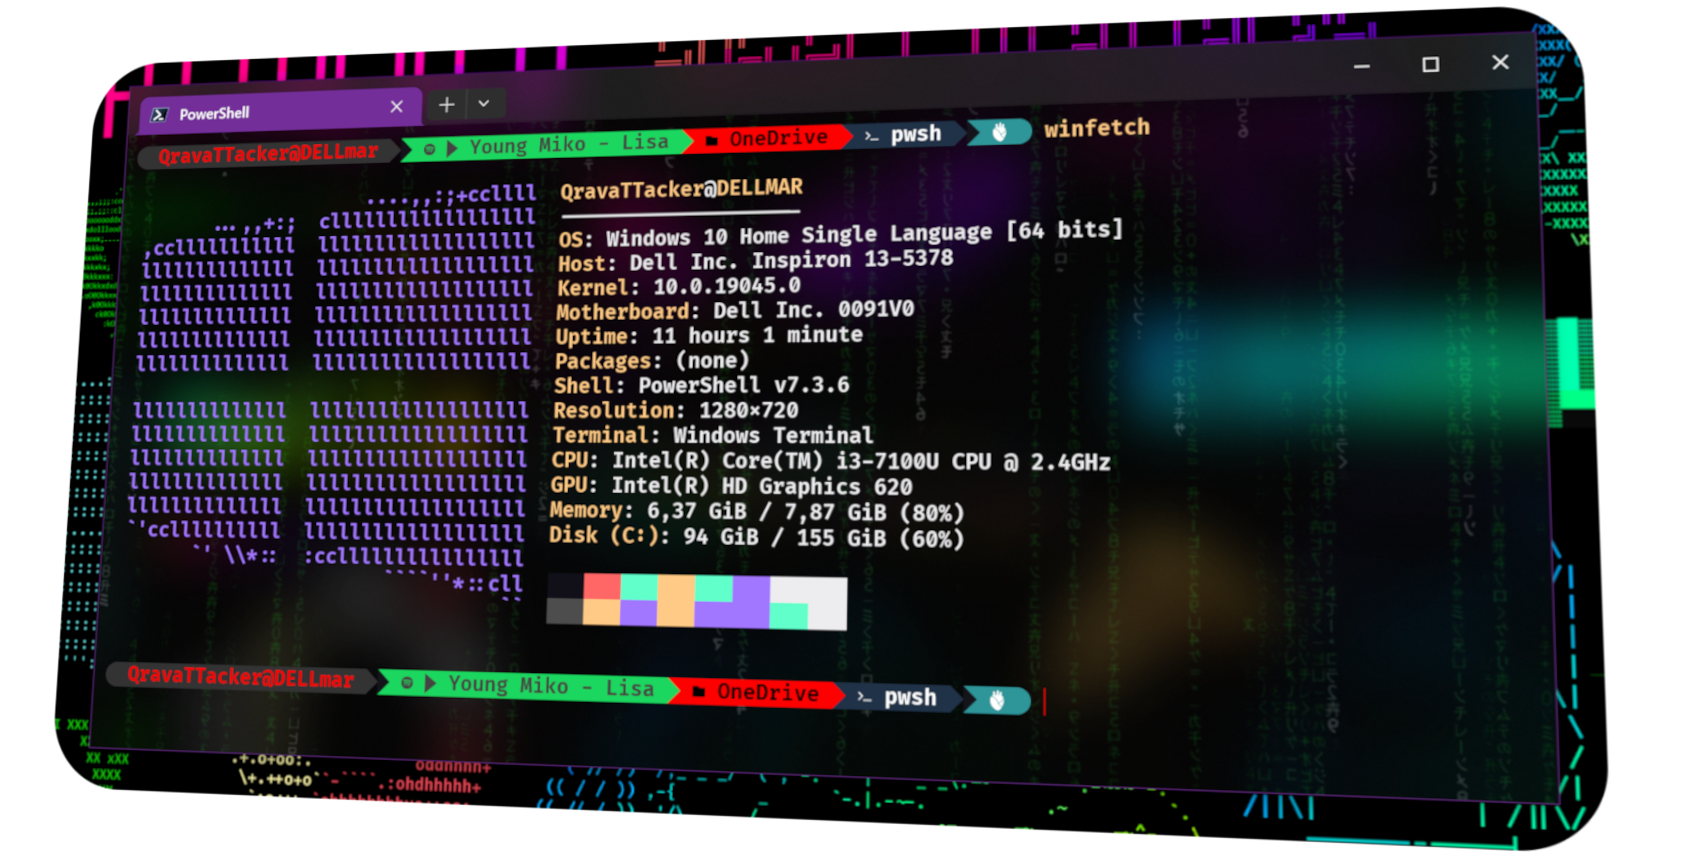 PowerShell
QravaTTacker@DELLmar Young Miko - Lisa OneDrive pwsh winfetch
QravaTTacker@DELLMAR
OS: Windows 10 Home Single Language [64 bits]
Host: Dell Inc. Inspiron 13-5378
Kernel: 10.0.19045.0
Motherboard: Dell Inc. 0091V0
Uptime: 11 hours 1 minute
Packages: (none)
Shell: PowerShell v7.3.6
Resolution: 1280×720
Terminal: Windows Terminal
CPU: Intel(R) Core(TM) i3-7100U CPU @ 2.4GHz
GPU: Intel(R) HD Graphics 620
Memory: 6,37 GiB / 7,87 GiB (80%)
Disk (C:): 94 GiB / 155 GiB (60%)
QravaTTacker@DELLmar Young Miko - Lisa OneDrive pwsh